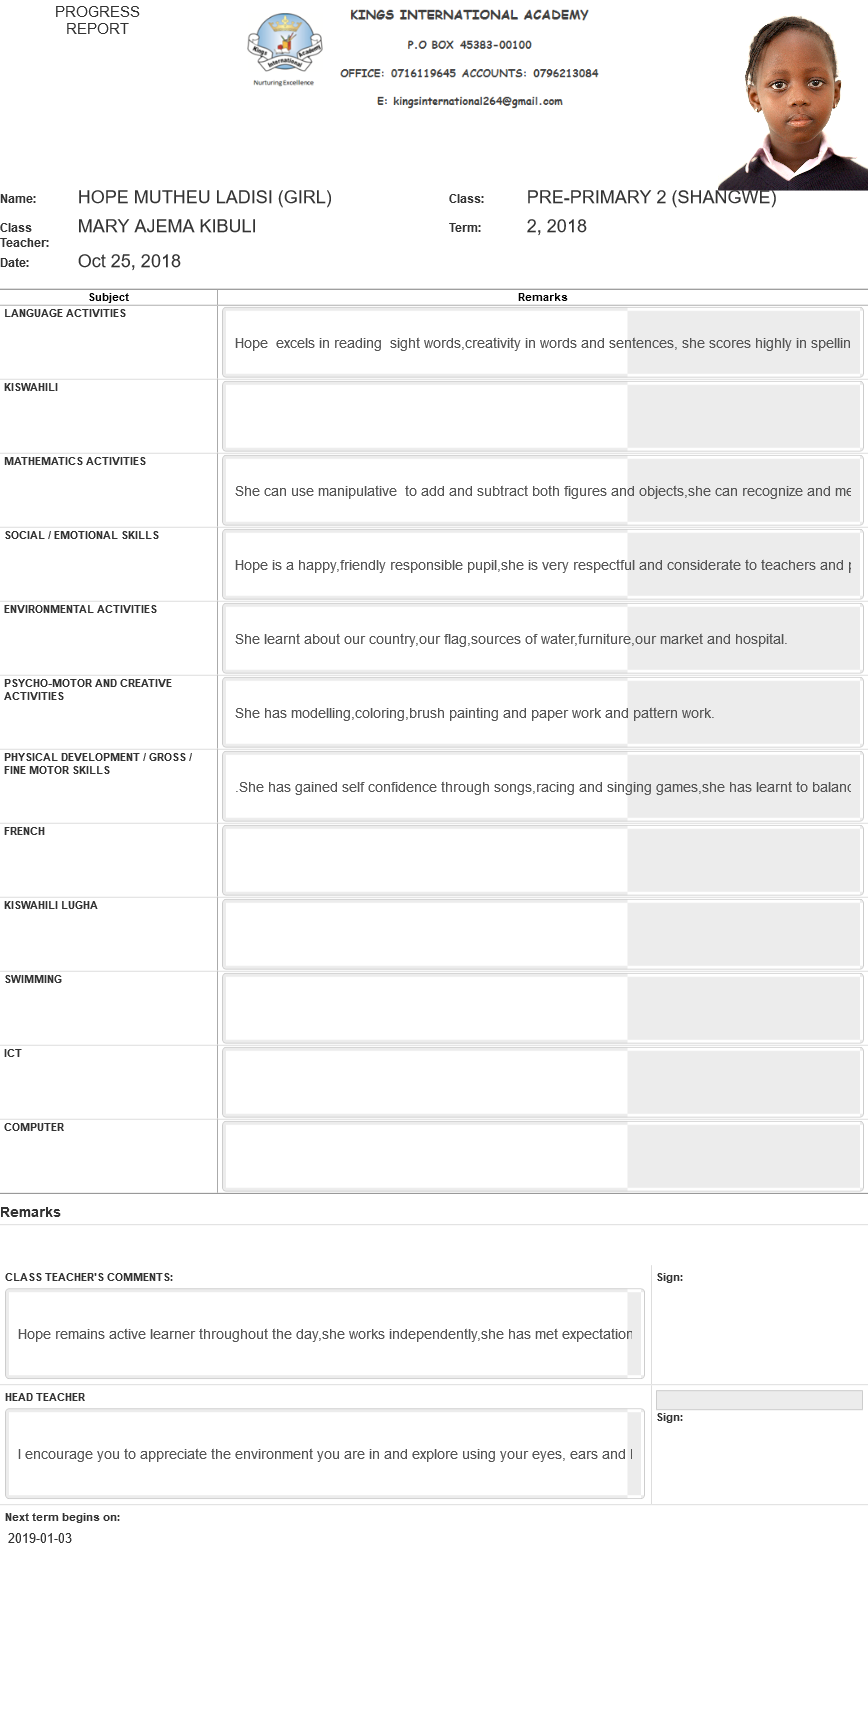 PROGRESS
REPORT
KINGS INTERNATIONAL ACADEMY
P.O BOX 45383-00100
OFFICE: 0716119645 ACCOUNTS: 0796213084
E: kingsinternational264@gmail.com
Kings International Academy
Nurturing Excellence
Name: HOPE MUTHEU LADISI (GIRL) Class: PRE-PRIMARY 2 (SHANGWE)
Class Teacher: MARY AJEMA KIBULI Term: 2, 2018
Date: Oct 25, 2018
Subject Remarks
LANGUAGE ACTIVITIES
Hope  excels in reading  sight words,creativity in words and sentences, she scores highly in spellin
KISWAHILI
MATHEMATICS ACTIVITIES
She can use manipulative  to add and subtract both figures and objects,she can recognize and me
SOCIAL / EMOTIONAL SKILLS
Hope is a happy,friendly responsible pupil,she is very respectful and considerate to teachers and
ENVIRONMENTAL ACTIVITIES
She learnt about our country,our flag,sources of water,furniture,our market and hospital.
PSYCHO-MOTOR AND CREATIVE
ACTIVITIES
She has modelling,coloring,brush painting and paper work and pattern work.
PHYSICAL DEVELOPMENT / GROSS /
FINE MOTOR SKILLS
.She has gained self confidence through songs,racing and singing games,she has learnt to balanc
FRENCH
KISWAHILI LUGHA
SWIMMING
ICT
COMPUTER
Remarks
CLASS TEACHER'S COMMENTS: Sign:
Hope remains active learner throughout the day,she works independently,she has met expectation
HEAD TEACHER
Sign:
I encourage you to appreciate the environment you are in and explore using your eyes, ears and
Next term begins on:
2019-01-03